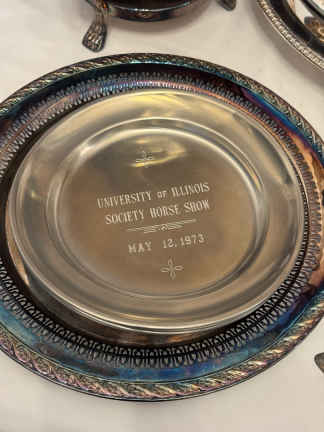 UNIVERSITY OF ILLINOIS
SOCIETY HORSE SHOW
MAY 12, 1973